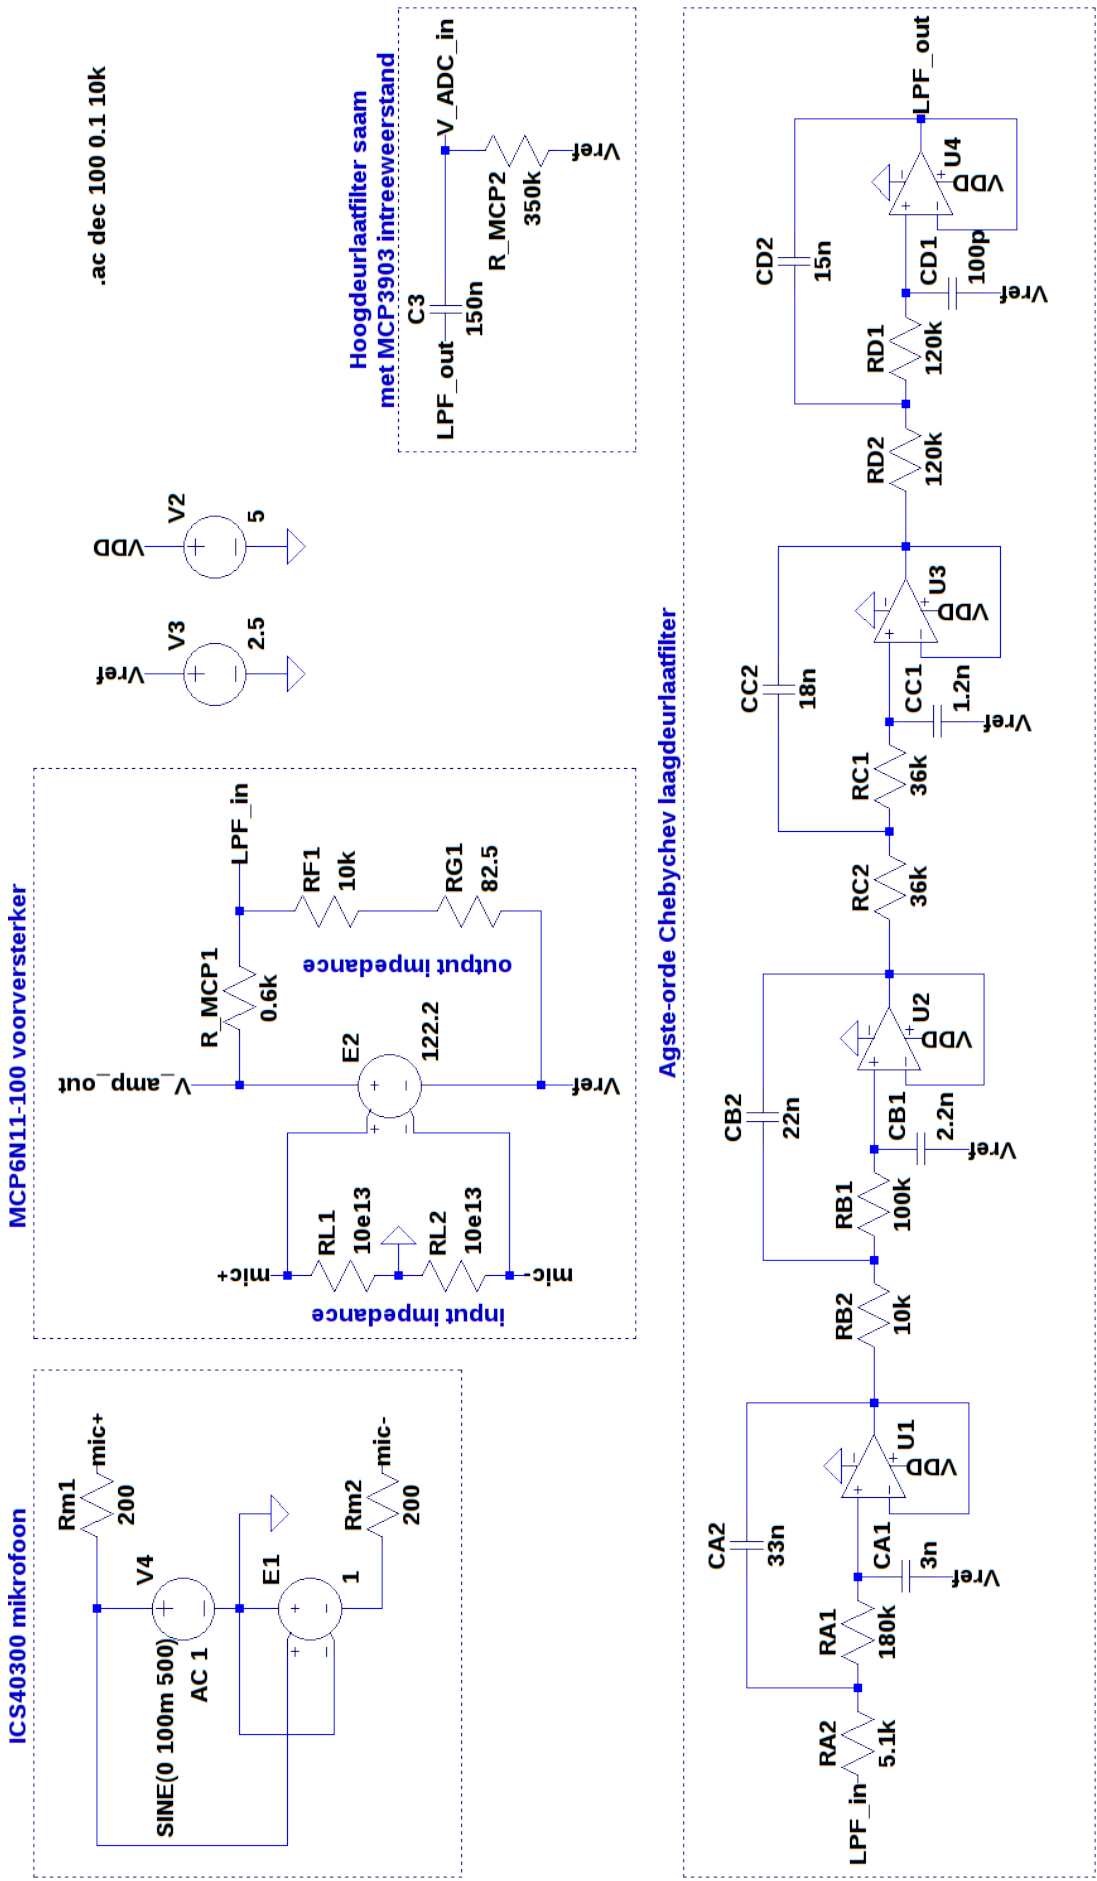 ICS40300 mikrofoon
Rm1
200
mic+
V4
SINE(0 100m 500)
AC 1
E1
1
Rm2
200
mic-
MCP6N11-100 voorversterker
V_amp_out
R_MCP1
0.6k
LPF_in
mic+
RL1
10e13
RL2
10e13
mic-
input impedance
E2
122.2
Vref
RF1
10k
RG1
82.5
output impedance
Vref
V3
2.5
VDD
V2
5
.ac dec 100 0.1 10k
Hoogdeurlaatfilter saam
met MCP3903 intreeweerstand
LPF_out
C3
150n
V_ADC_in
R_MCP2
350k
Vref
Agste-orde Chebychev laagdeurlaatfilter
LPF_in
RA2
5.1k
RA1
180k
CA2
33n
CA1
3n
Vref
U1
VDD
RB2
10k
RB1
100k
CB2
22n
CB1
2.2n
Vref
U2
VDD
RC2
36k
RC1
36k
CC2
18n
CC1
1.2n
Vref
U3
VDD
RD2
120k
RD1
120k
CD2
15n
CD1
100p
Vref
U4
VDD
LPF_out